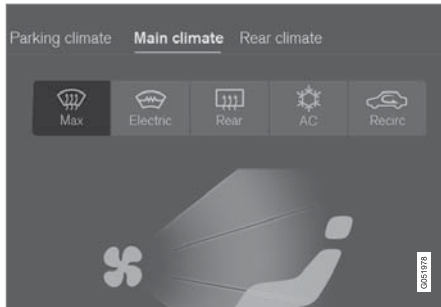 Parking climate Main climate Rear climate
Max Electric Rear AC Recirc
G051978